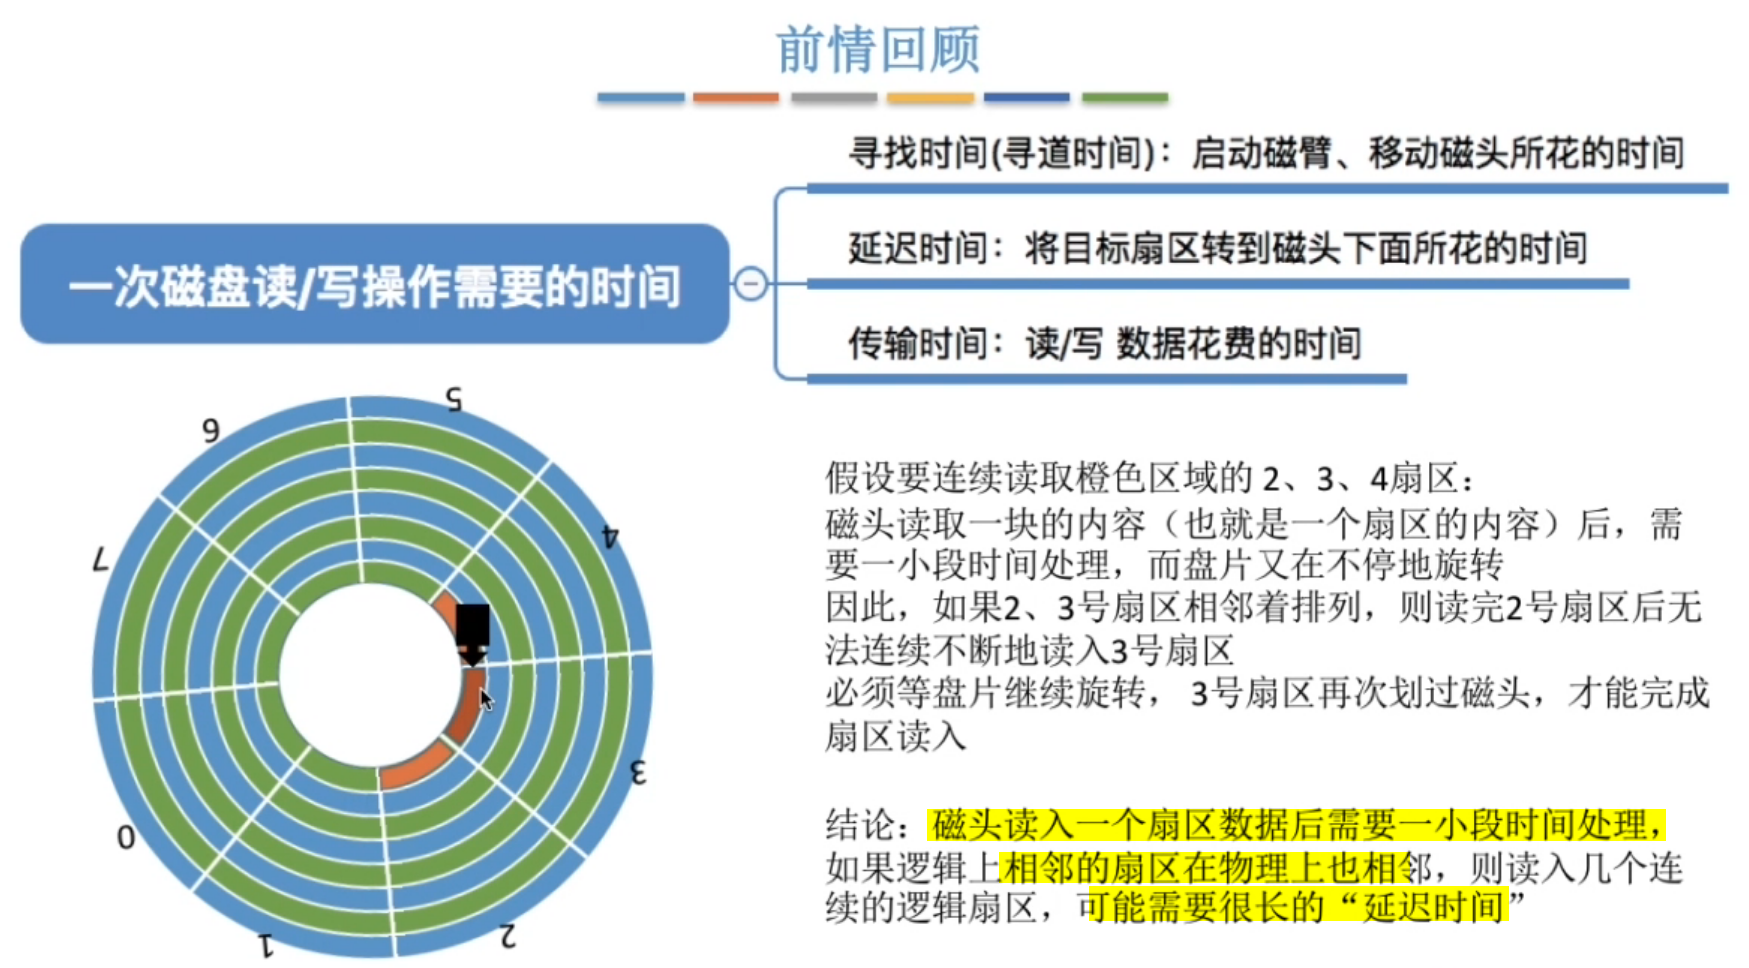 前情回顾
寻找时间(寻道时间)：启动磁臂、移动磁头所花的时间
延迟时间：将目标扇区转到磁头下面所花的时间
一次磁盘读/写操作需要的时间
传输时间：读/写 数据花费的时间
5
6
4
7
3
0
2
1
假设要连续读取橙色区域的 2、3、4扇区：
磁头读取一块的内容（也就是一个扇区的内容）后，需
要一小段时间处理，而盘片又在不停地旋转
因此，如果2、3号扇区相邻着排列，则读完2号扇区后无
法连续不断地读入3号扇区
必须等盘片继续旋转， 3号扇区再次划过磁头，才能完成
扇区读入
结论：磁头读入一个扇区数据后需要一小段时间处理，
如果逻辑上相邻的扇区在物理上也相邻，则读入几个连
续的逻辑扇区，可能需要很长的“延迟时间”